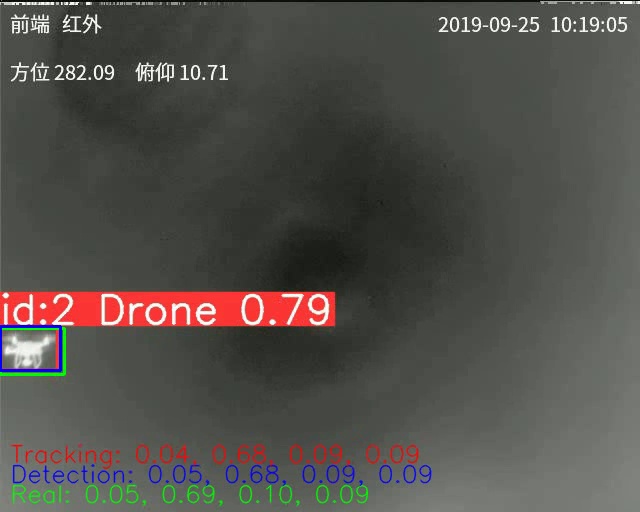 前端 红外 2019-09-25 10:19:05
方位 282.09 俯仰 10.71
id:2 Drone 0.79
Tracking: 0.04, 0.68, 0.09, 0.09
Detection: 0.05, 0.68, 0.09, 0.09
Real: 0.05, 0.69, 0.10, 0.09